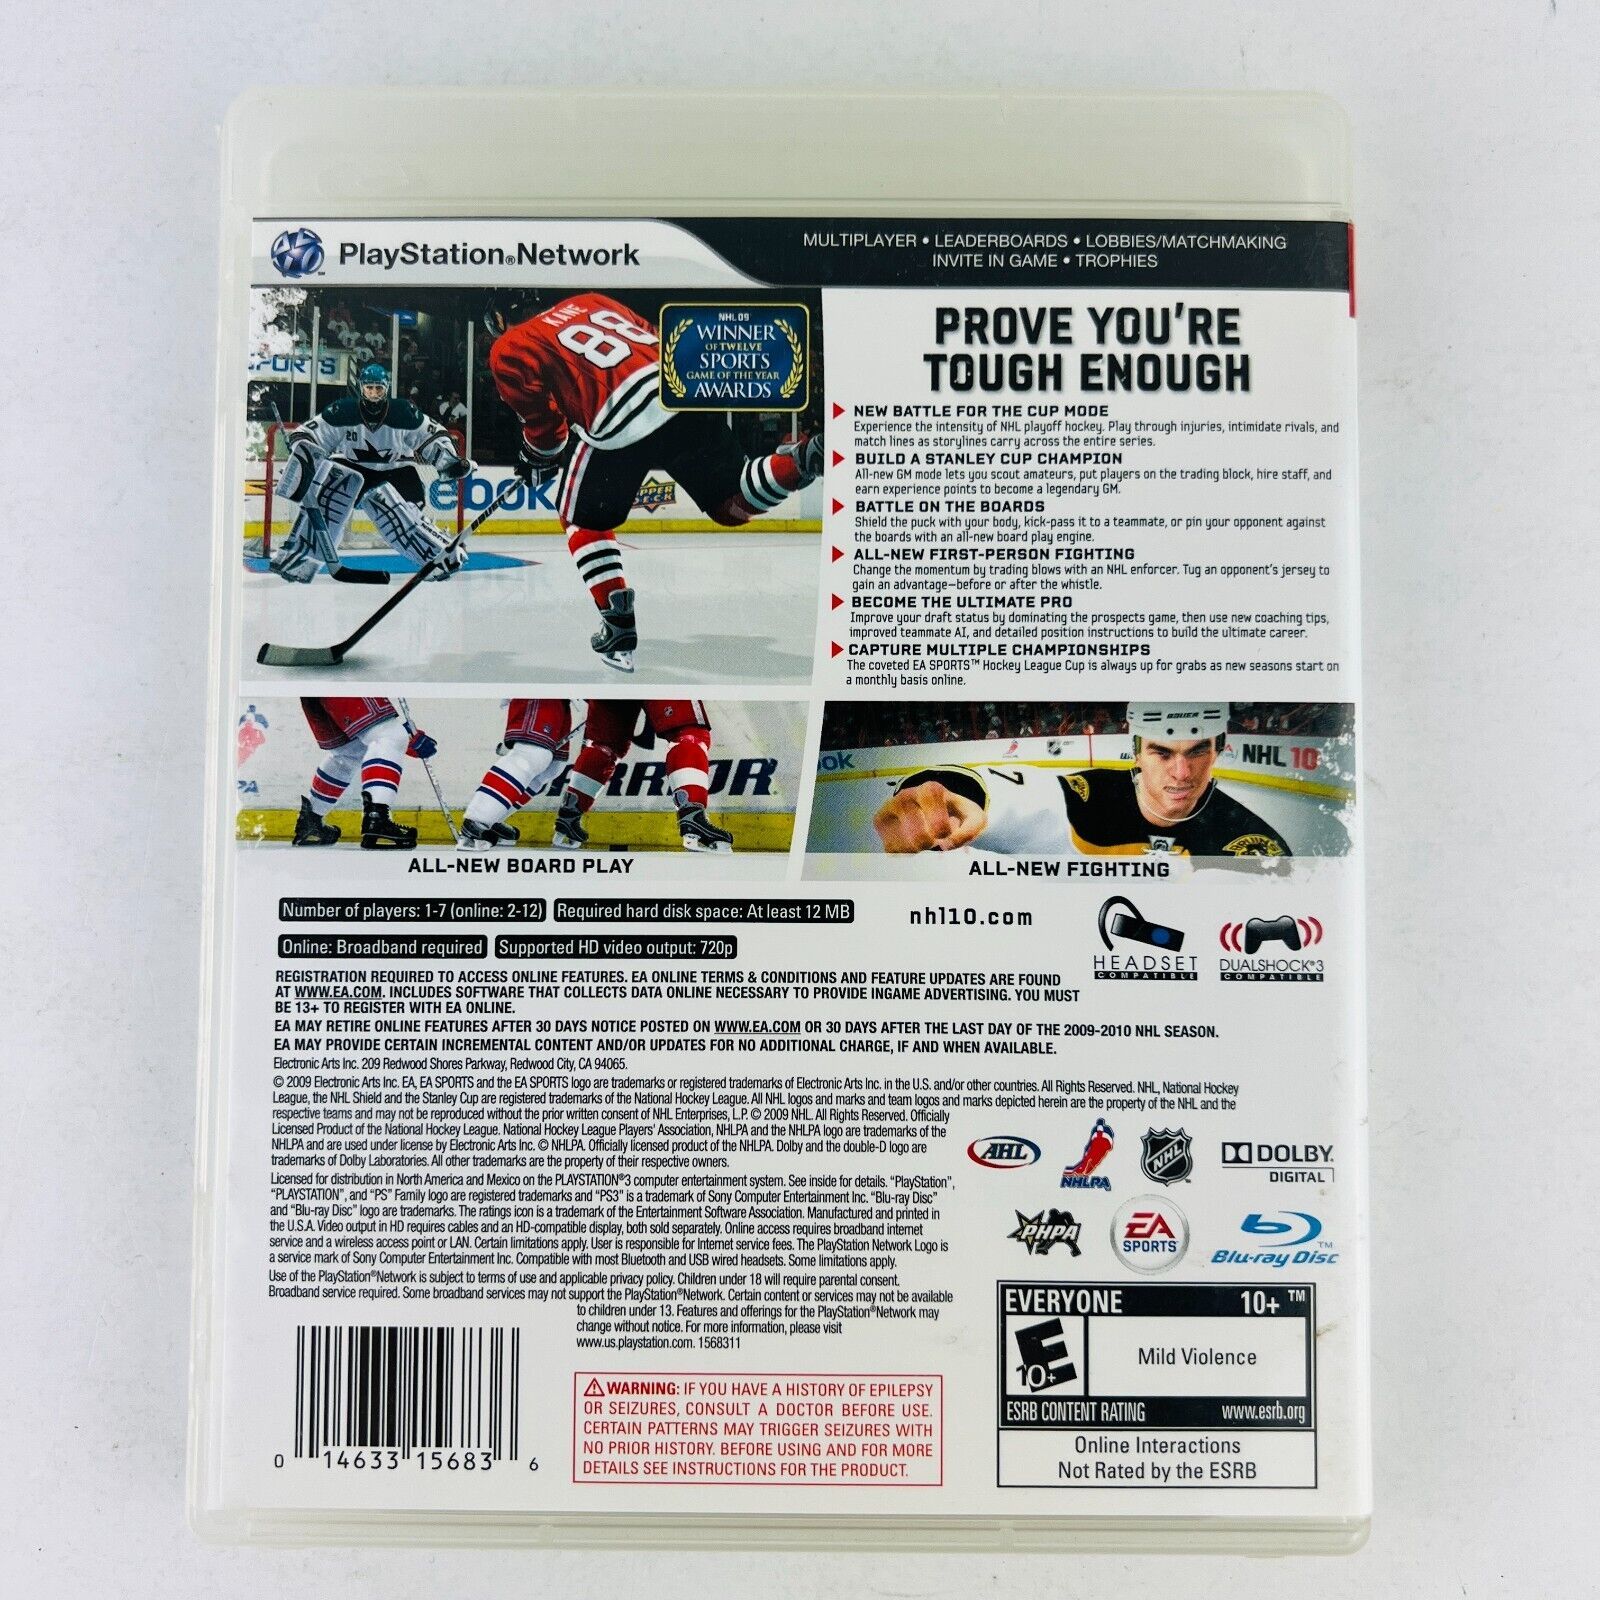 PlayStation®Network
MULTIPLAYER • LEADERBOARDS • LOBBIES/MATCHMAKING
INVITE IN GAME • TROPHIES
SPORTS
KANE
88
20
ebok
UPPER
DECK
NHL 09
WINNER
OF TWELVE
SPORTS
GAME OF THE YEAR
AWARDS
PROVE YOU'RE
TOUGH ENOUGH
NEW BATTLE FOR THE CUP MODE
Experience the intensity of NHL playoff hockey. Play through injuries, intimidate rivals, and
match lines as storylines carry across the entire series.
BUILD A STANLEY CUP CHAMPION
All-new GM mode lets you scout amateurs, put players on the trading block, hire staff, and
earn experience points to become a legendary GM.
BATTLE ON THE BOARDS
Shield the puck with your body, kick-pass it to a teammate, or pin your opponent against
the boards with an all-new board play engine.
ALL-NEW FIRST-PERSON FIGHTING
Change the momentum by trading blows with an NHL enforcer. Tug an opponent's jersey to
gain an advantage—before or after the whistle.
BECOME THE ULTIMATE PRO
Improve your draft status by dominating the prospects game, then use new coaching tips,
improved teammate AI, and detailed position instructions to build the ultimate career.
CAPTURE MULTIPLE CHAMPIONSHIPS
The coveted EA SPORTS™ Hockey League Cup is always up for grabs as new seasons start on
a monthly basis online.
RRIOR
ALL-NEW BOARD PLAY
ok
7
BAUER
NHL 10
ALL-NEW FIGHTING
Number of players: 1-7 (online: 2-12)
Required hard disk space: At least 12 MB
Online: Broadband required
Supported HD video output: 720p
nhl10.com
HEADSET
COMPATIBLE
DUALSHOCK®3
COMPATIBLE
REGISTRATION REQUIRED TO ACCESS ONLINE FEATURES. EA ONLINE TERMS & CONDITIONS AND FEATURE UPDATES ARE FOUND
AT WWW.EA.COM. INCLUDES SOFTWARE THAT COLLECTS DATA ONLINE NECESSARY TO PROVIDE INGAME ADVERTISING. YOU MUST
BE 13+ TO REGISTER WITH EA ONLINE.
EA MAY RETIRE ONLINE FEATURES AFTER 30 DAYS NOTICE POSTED ON WWW.EA.COM OR 30 DAYS AFTER THE LAST DAY OF THE 2009-2010 NHL SEASON.
EA MAY PROVIDE CERTAIN INCREMENTAL CONTENT AND/OR UPDATES FOR NO ADDITIONAL CHARGE, IF AND WHEN AVAILABLE.
Electronic Arts Inc. 209 Redwood Shores Parkway, Redwood City, CA 94065.
© 2009 Electronic Arts Inc. EA, EA SPORTS and the EA SPORTS logo are trademarks or registered trademarks of Electronic Arts Inc. in the U.S. and/or other countries. All Rights Reserved. NHL, National Hockey
League, the NHL Shield and the Stanley Cup are registered trademarks of the National Hockey League. All NHL logos and marks and team logos and marks depicted herein are the property of the NHL and the
respective teams and may not be reproduced without the prior written consent of NHL Enterprises, L.P. © 2009 NHL. All Rights Reserved. Officially
Licensed Product of the National Hockey League. National Hockey League Players' Association, NHLPA and the NHLPA logo are trademarks of the
NHLPA and are used under license by Electronic Arts Inc. © NHLPA. Officially licensed product of the NHLPA. Dolby and the double-D logo are
trademarks of Dolby Laboratories. All other trademarks are the property of their respective owners.
Licensed for distribution in North America and Mexico on the PLAYSTATION®3 computer entertainment system. See inside for details. "PlayStation",
"PLAYSTATION", and "PS" Family logo are registered trademarks and "PS3" is a trademark of Sony Computer Entertainment Inc. "Blu-ray Disc"
and "Blu-ray Disc" logo are trademarks. The ratings icon is a trademark of the Entertainment Software Association. Manufactured and printed in
the U.S.A. Video output in HD requires cables and an HD-compatible display, both sold separately. Online access requires broadband internet
service and a wireless access point or LAN. Certain limitations apply. User is responsible for Internet service fees. The PlayStation Network Logo is
a service mark of Sony Computer Entertainment Inc. Compatible with most Bluetooth and USB wired headsets. Some limitations apply.
Use of the PlayStation®Network is subject to terms of use and applicable privacy policy. Children under 18 will require parental consent.
Broadband service required. Some broadband services may not support the PlayStation®Network. Certain content or services may not be available
to children under 13. Features and offerings for the PlayStation®Network may
change without notice. For more information, please visit
www.us.playstation.com. 1568311
AHL
NHLPA
NHL
DOLBY
DIGITAL
PHPA
EA
SPORTS
Blu-ray Disc™
0 14633 15683 6
WARNING: IF YOU HAVE A HISTORY OF EPILEPSY
OR SEIZURES, CONSULT A DOCTOR BEFORE USE.
CERTAIN PATTERNS MAY TRIGGER SEIZURES WITH
NO PRIOR HISTORY. BEFORE USING AND FOR MORE
DETAILS SEE INSTRUCTIONS FOR THE PRODUCT.
EVERYONE 10+ ™
E
10+
Mild Violence
ESRB CONTENT RATING www.esrb.org
Online Interactions
Not Rated by the ESRB